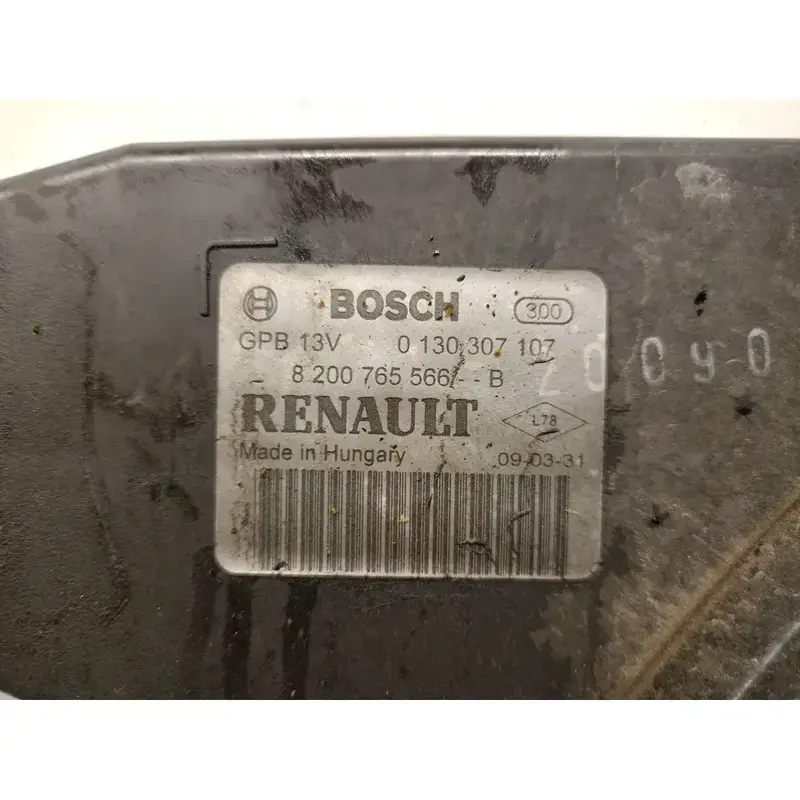 BOSCH 300
GPB 13V 0 130 307 107
8 200 765 566/- B
RENAULT L78
Made in Hungary 09-03-31